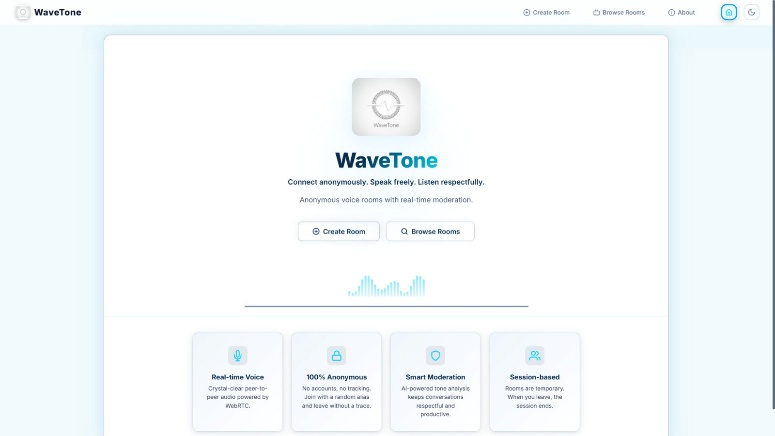 WaveTone
Create Room
Browse Rooms
About
WaveTone
WaveTone
Connect anonymously. Speak freely. Listen respectfully.
Anonymous voice rooms with real-time moderation.
Create Room
Browse Rooms
Real-time Voice
Crystal-clear peer-to-
peer audio powered by
WebRTC.
100% Anonymous
No accounts, no tracking.
Join with a random alias
and leave without a trace.
Smart Moderation
AI-powered tone analysis
keeps conversations
respectful and
productive.
Session-based
Rooms are temporary.
When you leave, the
session ends.